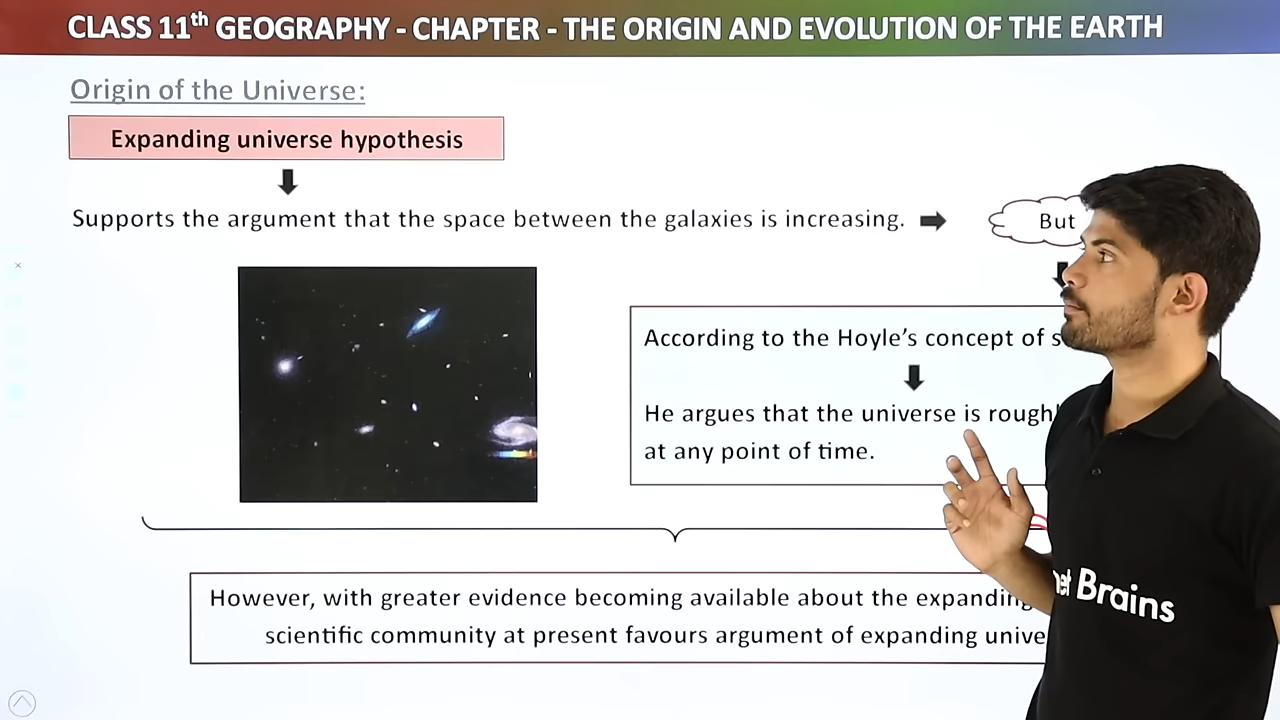 CLASS 11th GEOGRAPHY - CHAPTER - THE ORIGIN AND EVOLUTION OF THE EARTH
Origin of the Universe:
Expanding universe hypothesis
Supports the argument that the space between the galaxies is increasing.
But
According to the Hoyle's concept of
He argues that the universe is
at any point of time.
However, with greater evidence becoming available about the expanding
scientific community at present favours argument of expanding
Brains